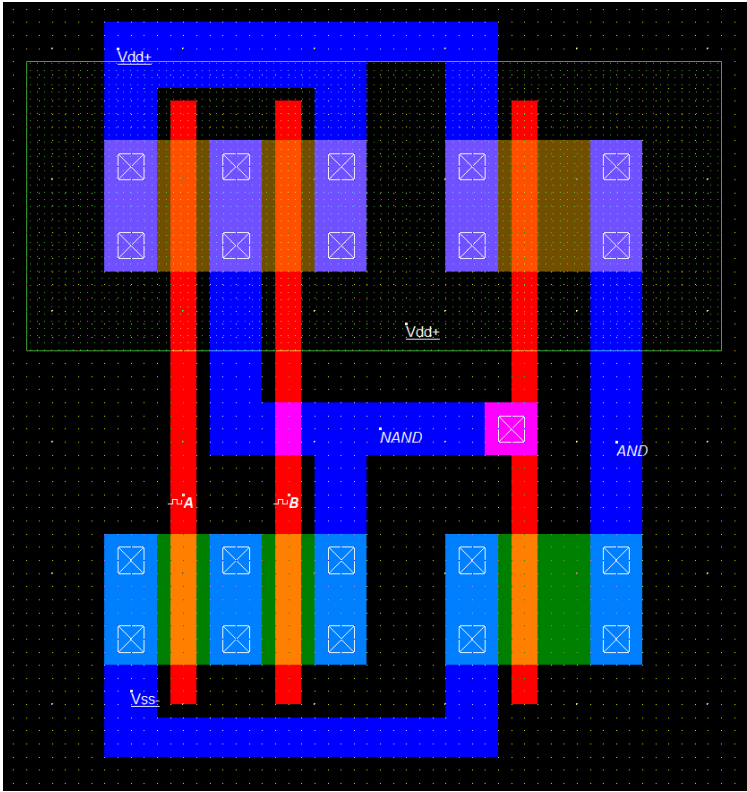 Vdd+
Vdd+
NAND
AND
A
B
Vss-